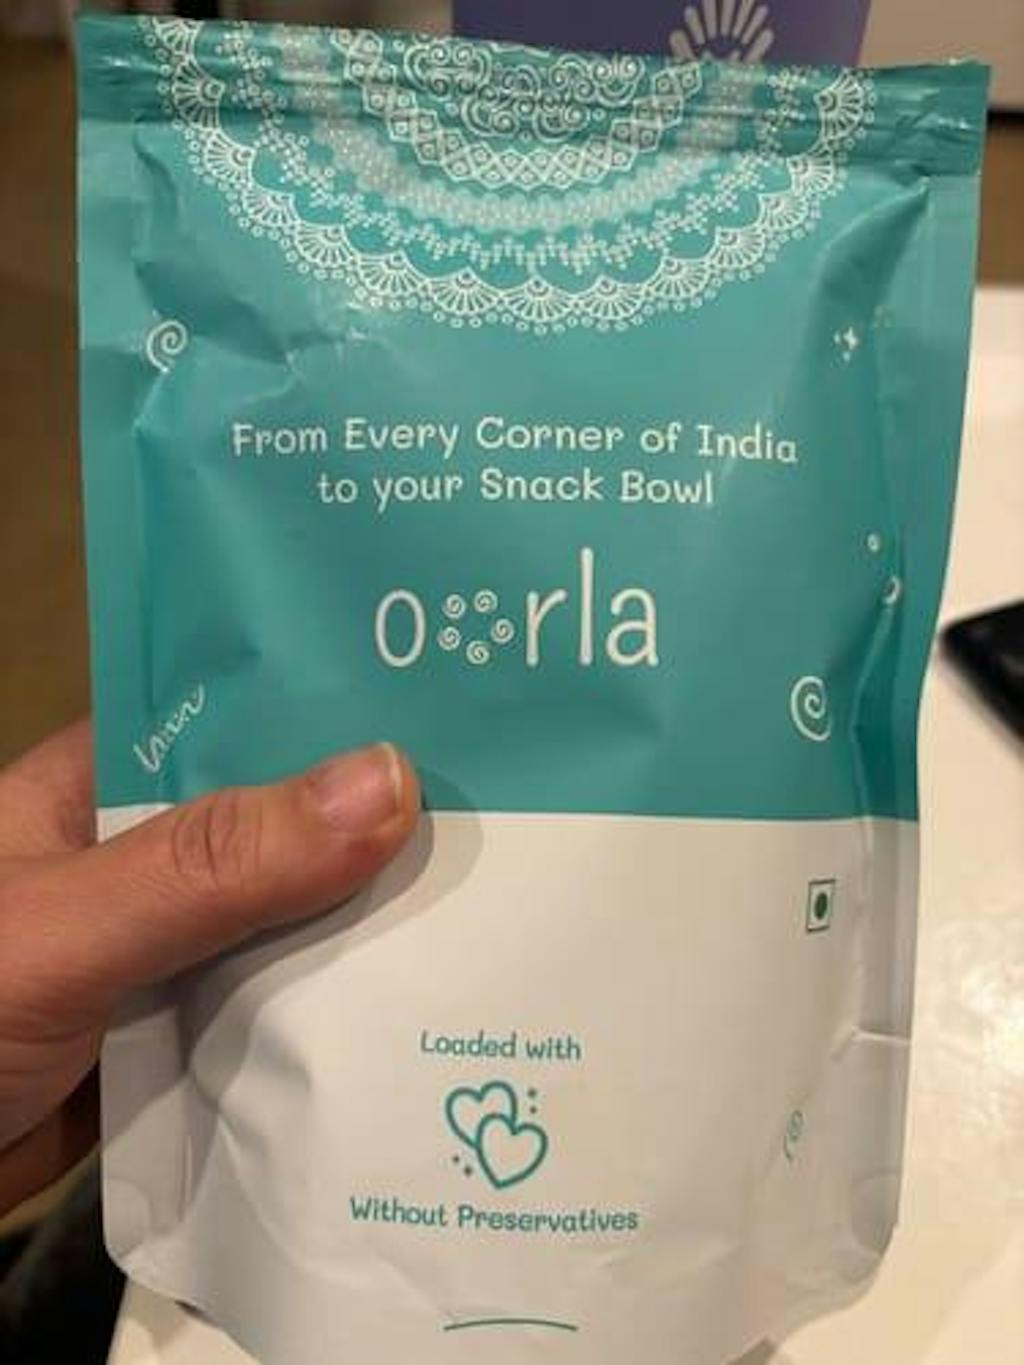 From Every Corner of India
to your Snack Bowl
oorla
Loaded with
Without Preservatives